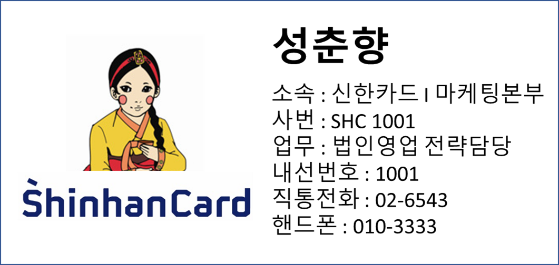 성춘향
소속 : 신한카드 I 마케팅본부
사번 : SHC 1001
업무 : 법인영업 전략담당
내선번호 : 1001
직통전화 : 02-6543
핸드폰 : 010-3333
ShinhanCard